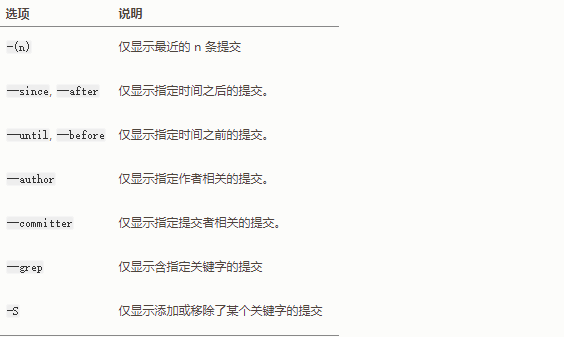 选项 说明
-(n) 仅显示最近的 n 条提交
--since, --after 仅显示指定时间之后的提交。
--until, --before 仅显示指定时间之前的提交。
--author 仅显示指定作者相关的提交。
--committer 仅显示指定提交者相关的提交。
--grep 仅显示含指定关键字的提交
-S 仅显示添加或移除了某个关键字的提交